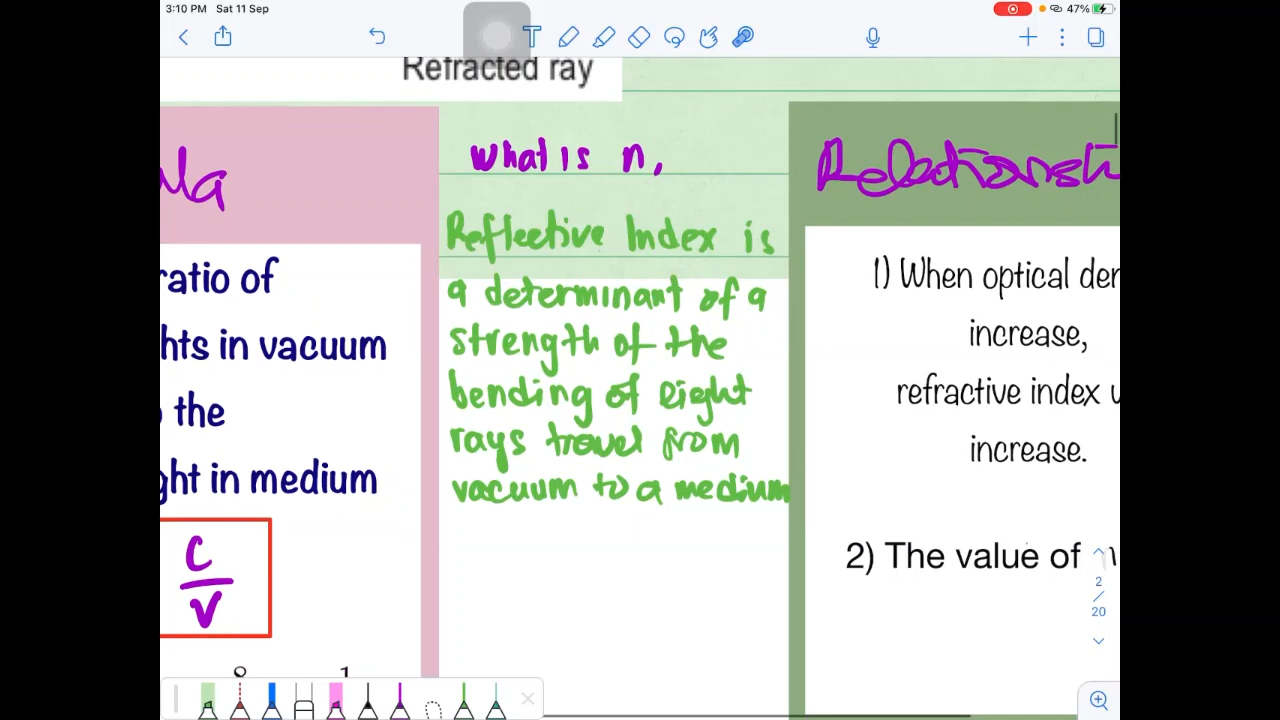 3:10 PM Sat 11 Sep
47%
Refracted ray
ula
ratio of
hts in vacuum
the
ght in medium
c
v
What is n,
Reflective Index is
a determinant of a
strength of the
bending of light
rays travel from
vacuum to a medium
Relationsh
1) When optical den
increase,
refractive index w
increase.
2) The value of
2
/
20